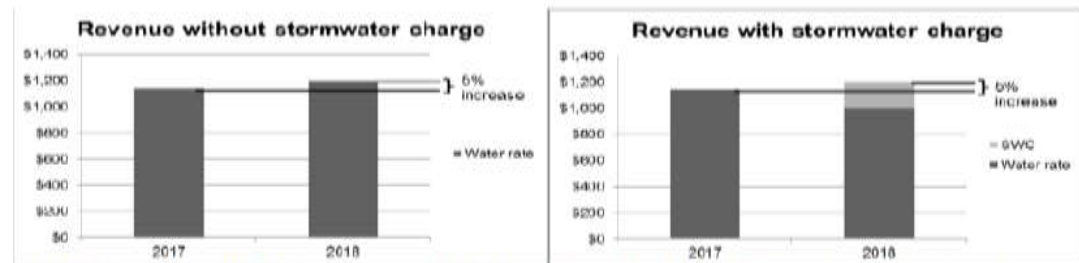 Revenue without stormwater charge
$1,400
$1,200
$1,000
$800
$600
$400
$200
$0
2017
2018
increase
Water rate
Revenue with stormwater charge
$1,400
$1,200
$1,000
$800
$600
$400
$200
$0
2017
2018
increase
SWC
Water rate